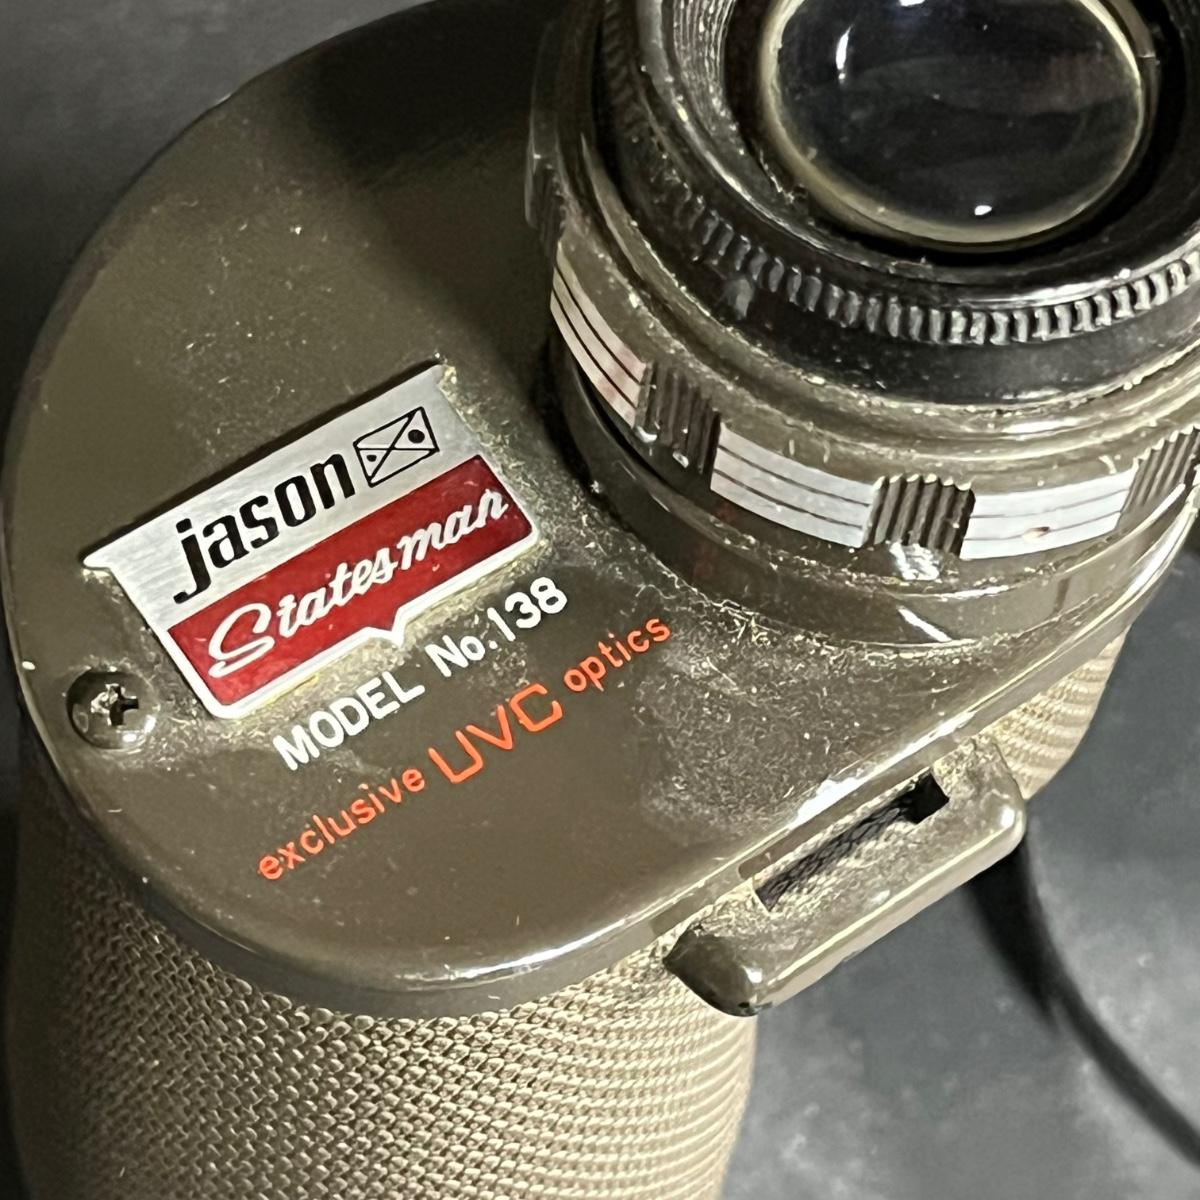 jason
Statesman
MODEL No.138
exclusive UVC optics